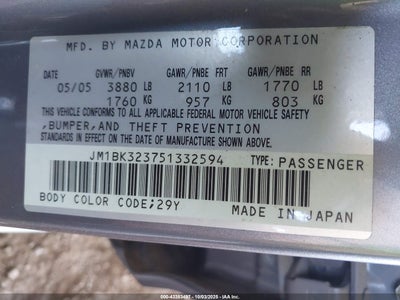 MFD. BY MAZDA MOTOR CORPORATION
GVWR/PNBV GAWR/PNBE FRT GAWR/PNBE RR
05/05 3880 LB 2110 LB 1770 LB
1760 KG 957 KG 803 KG
THIS VEHICLE CONFORMS TO ALL APPLICABLE FEDERAL MOTOR VEHICLE SAFETY
,BUMPER,AND THEFT PREVENTION
STANDARDS IN EFFECT ON THE DATE OF MANUFACTURE SHOWN ABOVE.
JM1BK323751332594 TYPE:PASSENGER
BODY COLOR CODE;29Y MADE IN JAPAN